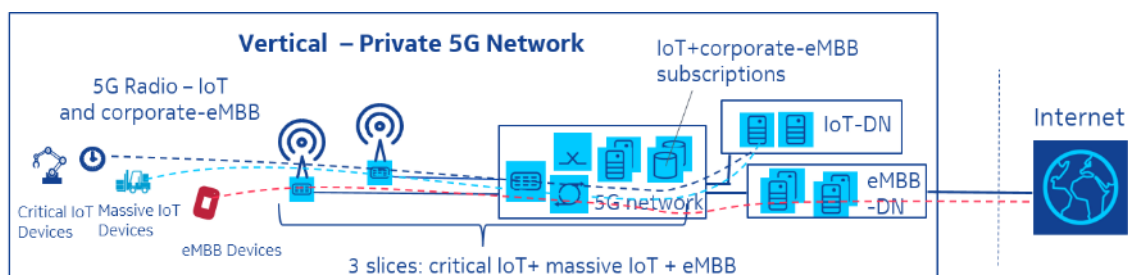 Vertical – Private 5G Network
IoT+corporate-eMBB
subscriptions
5G Radio – IoT
and corporate-eMBB
IoT-DN
Internet
eMBB
-DN
5G network
Critical IoT
Devices
Massive IoT
Devices
eMBB Devices
3 slices: critical IoT+ massive IoT + eMBB